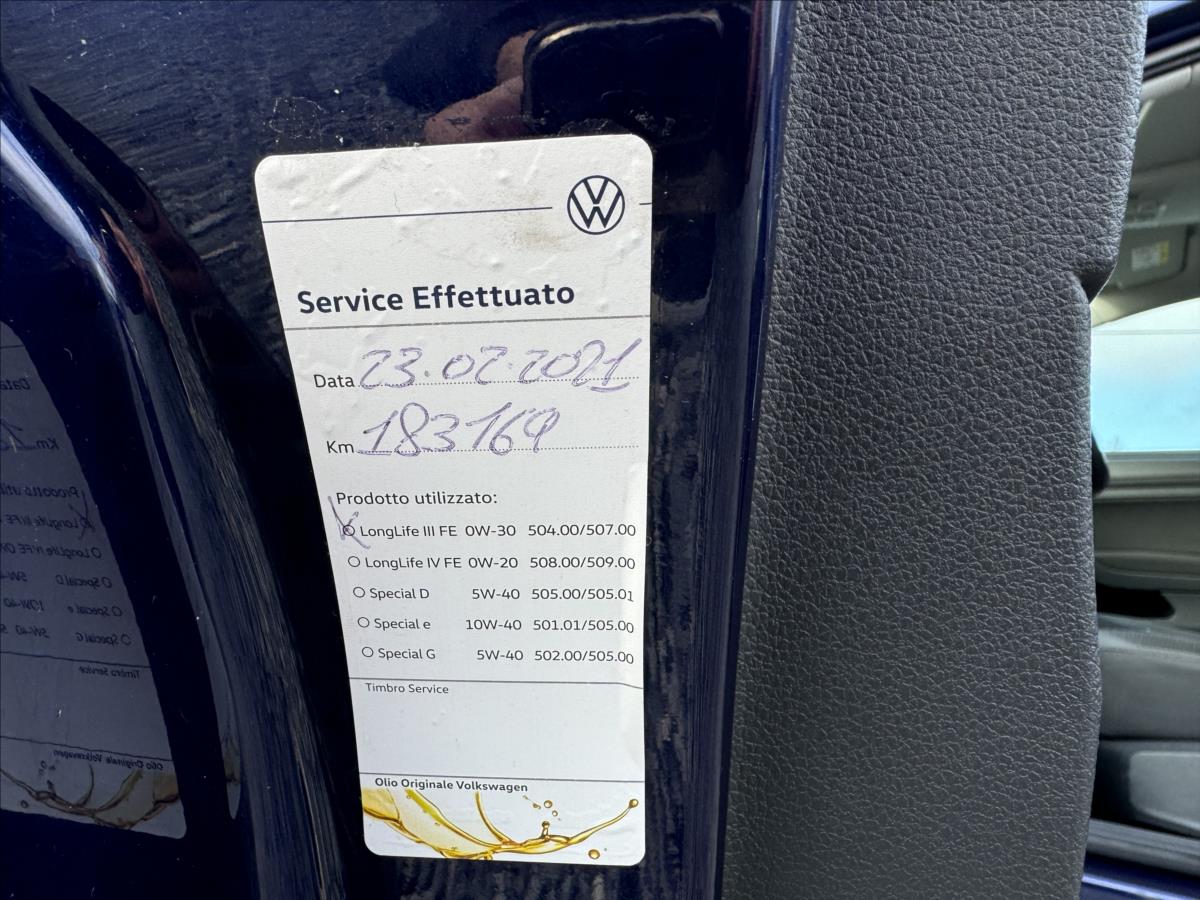 Service Effettuato
Data 23.02.2021
Km 183169
Prodotto utilizzato:
LongLife III FE 0W-30 504.00/507.00
LongLife IV FE 0W-20 508.00/509.00
Special D 5W-40 505.00/505.01
Special e 10W-40 501.01/505.00
Special G 5W-40 502.00/505.00
Timbro Service
Olio Originale Volkswagen